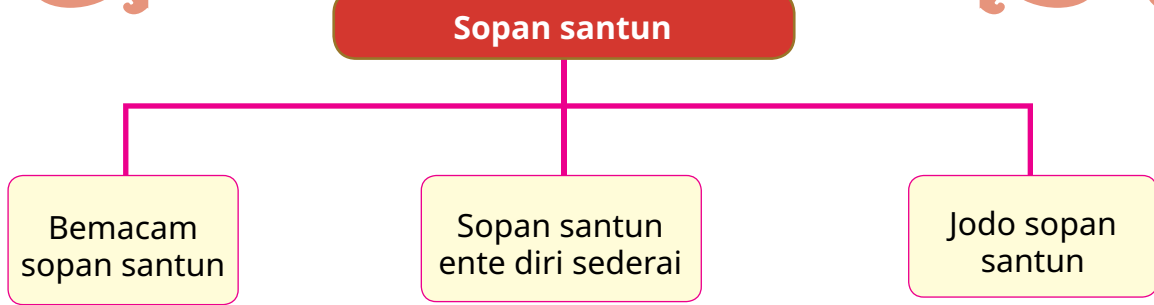 Sopan santun
Bemacam
sopan santun
Sopan santun
ente diri sederai
Jodo sopan
santun